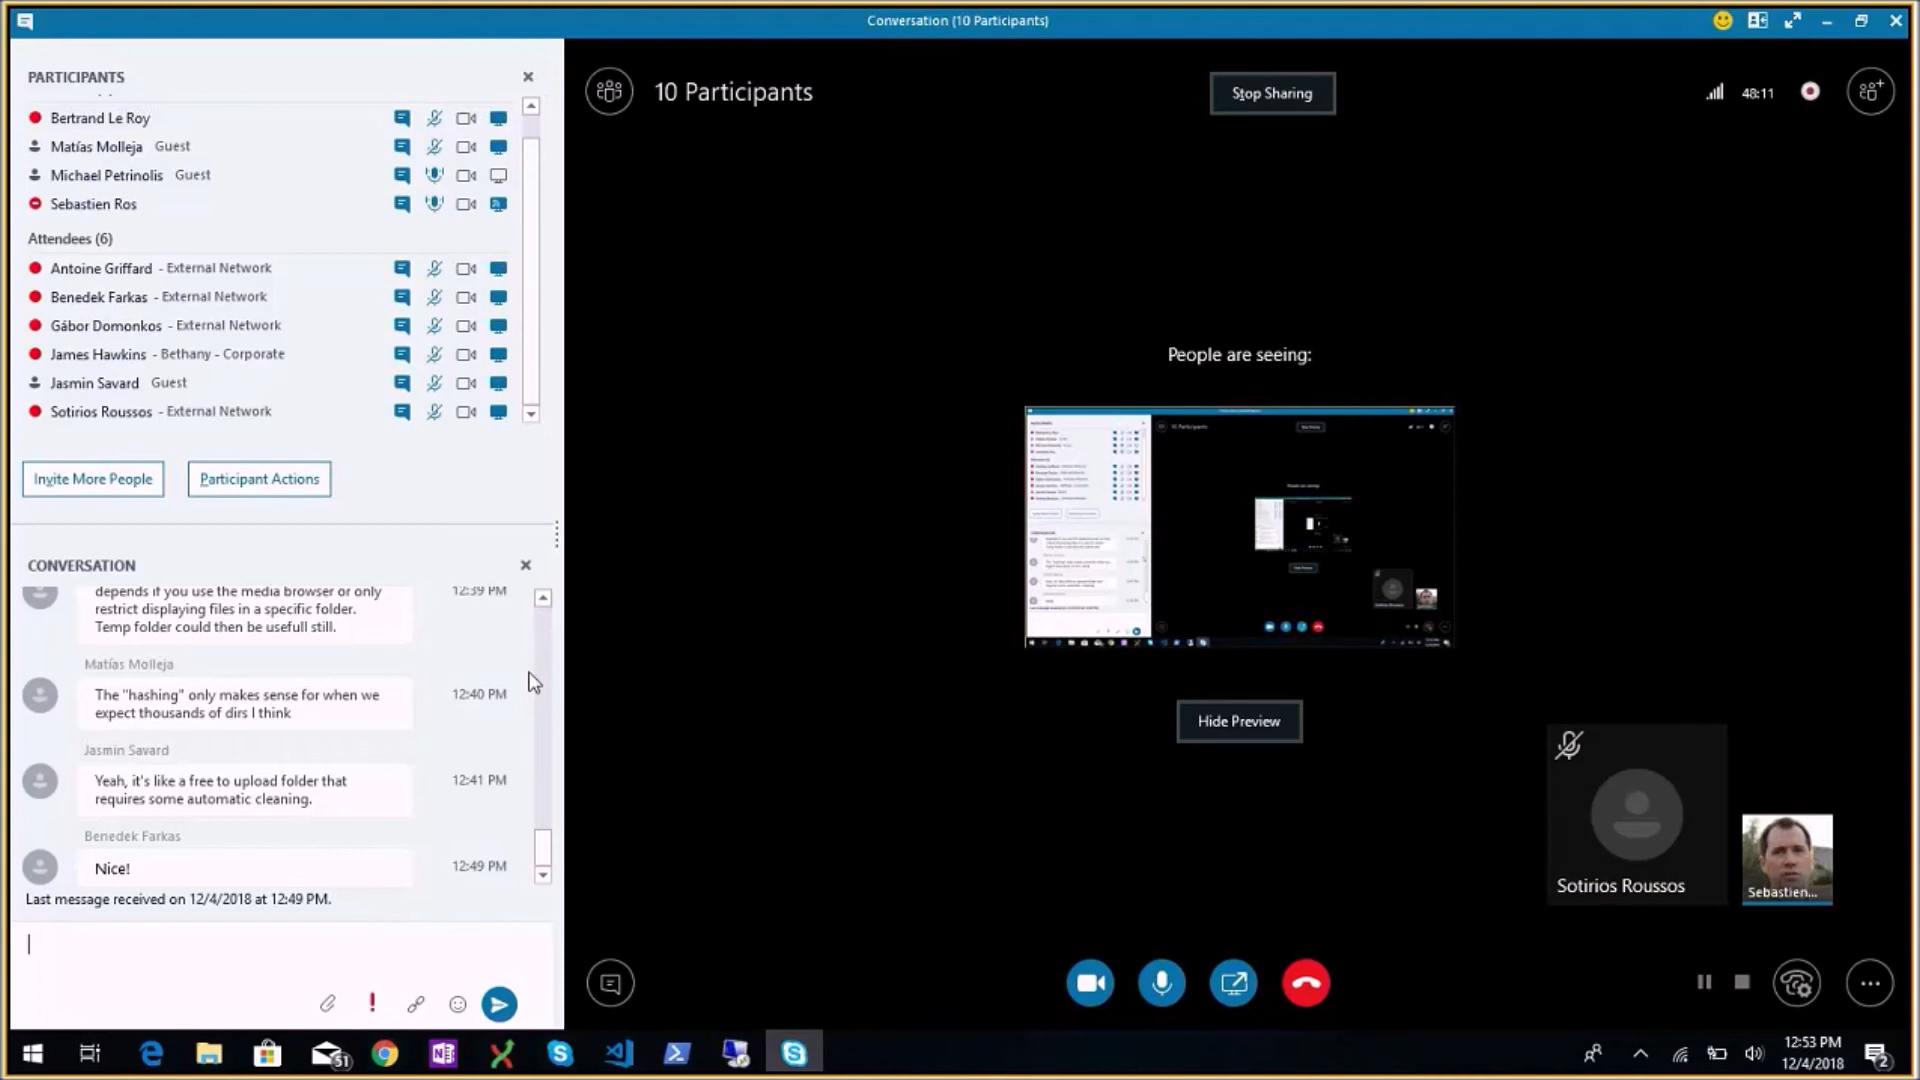 Conversation (10 Participants)
PARTICIPANTS
Bertrand Le Roy
Matías Molleja Guest
Michael Petrinolis Guest
Sebastien Ros
Attendees (6)
Antoine Griffard - External Network
Benedek Farkas - External Network
Gábor Domonkos - External Network
James Hawkins - Bethany - Corporate
Jasmin Savard Guest
Sotirios Roussos - External Network
Invite More People
Participant Actions
CONVERSATION
depends if you use the media browser or only
12:39 PM
restrict displaying files in a specific folder.
Temp folder could then be usefull still.
Matías Molleja
The "hashing" only makes sense for when we
12:40 PM
expect thousands of dirs I think
Jasmin Savard
Yeah, it's like a free to upload folder that
12:41 PM
requires some automatic cleaning.
Benedek Farkas
Nice!
12:49 PM
Last message received on 12/4/2018 at 12:49 PM.
10 Participants
Stop Sharing
48:11
People are seeing:
Hide Preview
Sotirios Roussos
Sebastien...
51
12:53 PM
12/4/2018
2